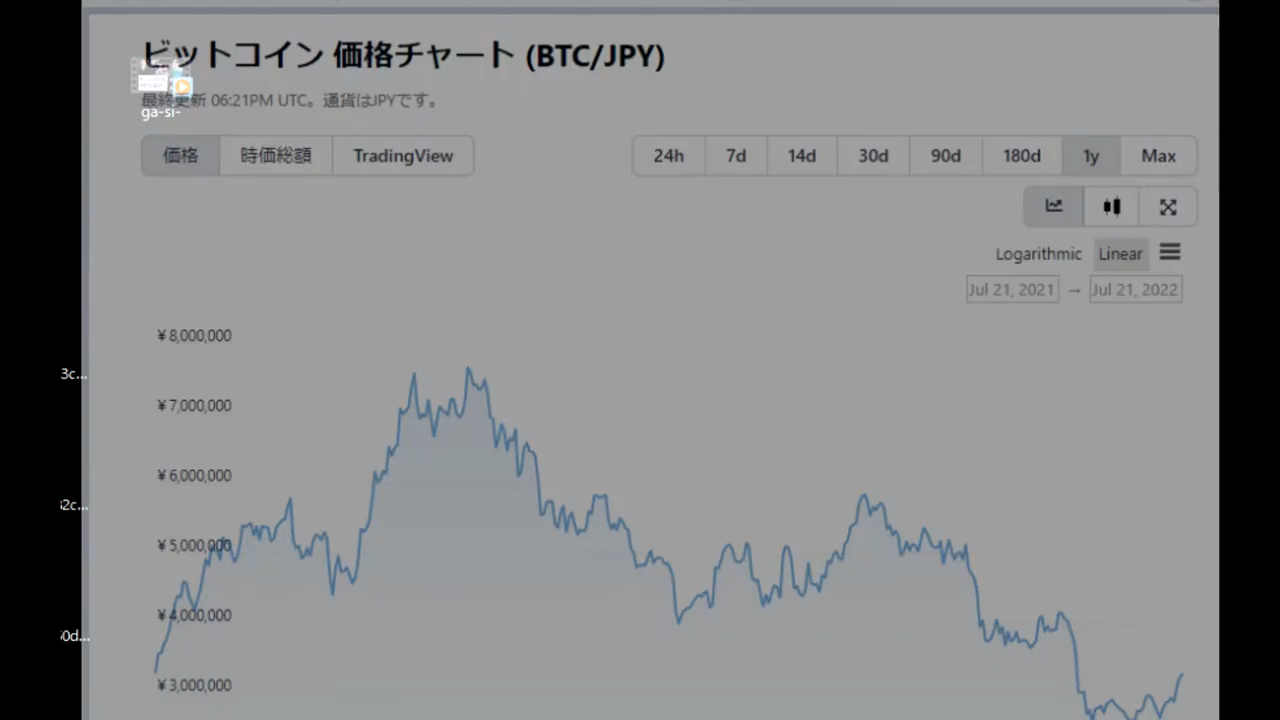 ビットコイン 価格チャート (BTC/JPY)
最終更新 06:21PM UTC。通貨はJPYです。
ga-si-
価格 時価総額 TradingView
24h 7d 14d 30d 90d 180d 1y Max
Logarithmic Linear
Jul 21, 2021 → Jul 21, 2022
¥8,000,000
3c...
¥7,000,000
¥6,000,000
i2c...
¥5,000,000
¥4,000,000
0d...
¥3,000,000